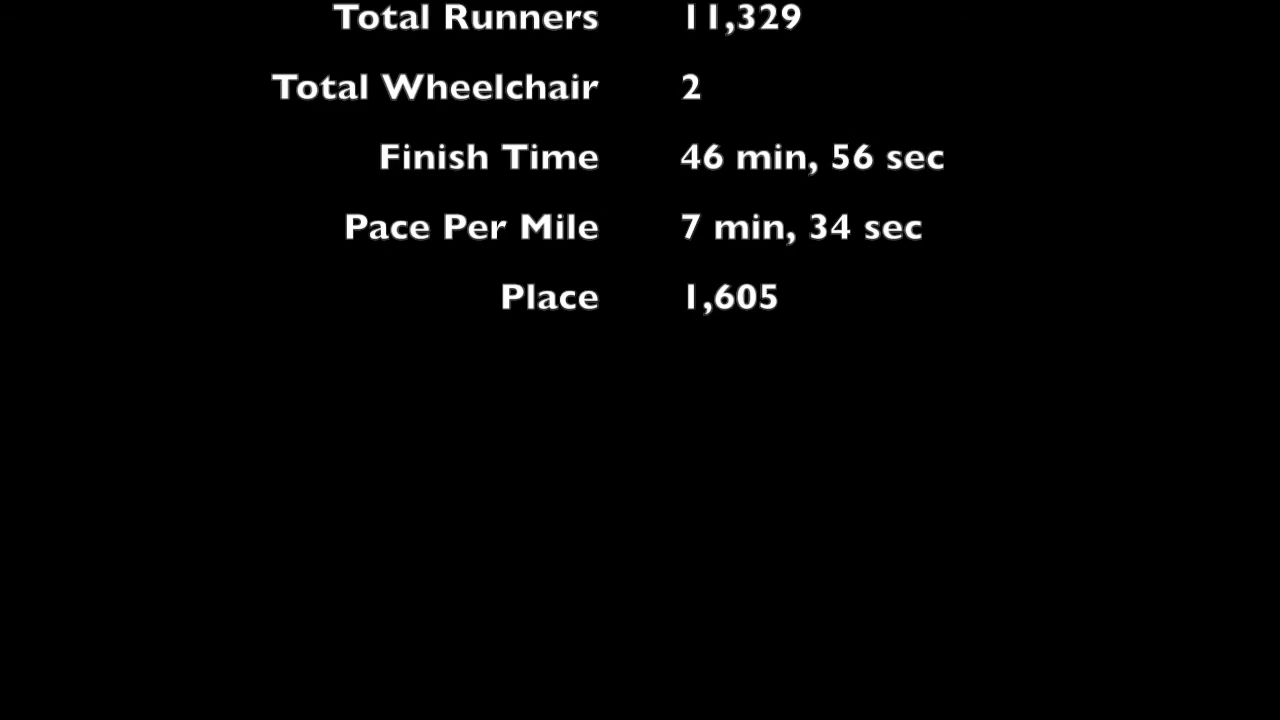 Total Runners 11,329
Total Wheelchair 2
Finish Time 46 min, 56 sec
Pace Per Mile 7 min, 34 sec
Place 1,605